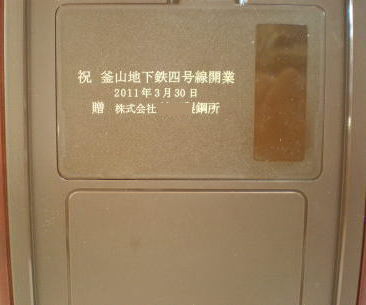 祝 釜山地下鉄四号線開業
2011年3月30日
贈 株式会社 鋼所